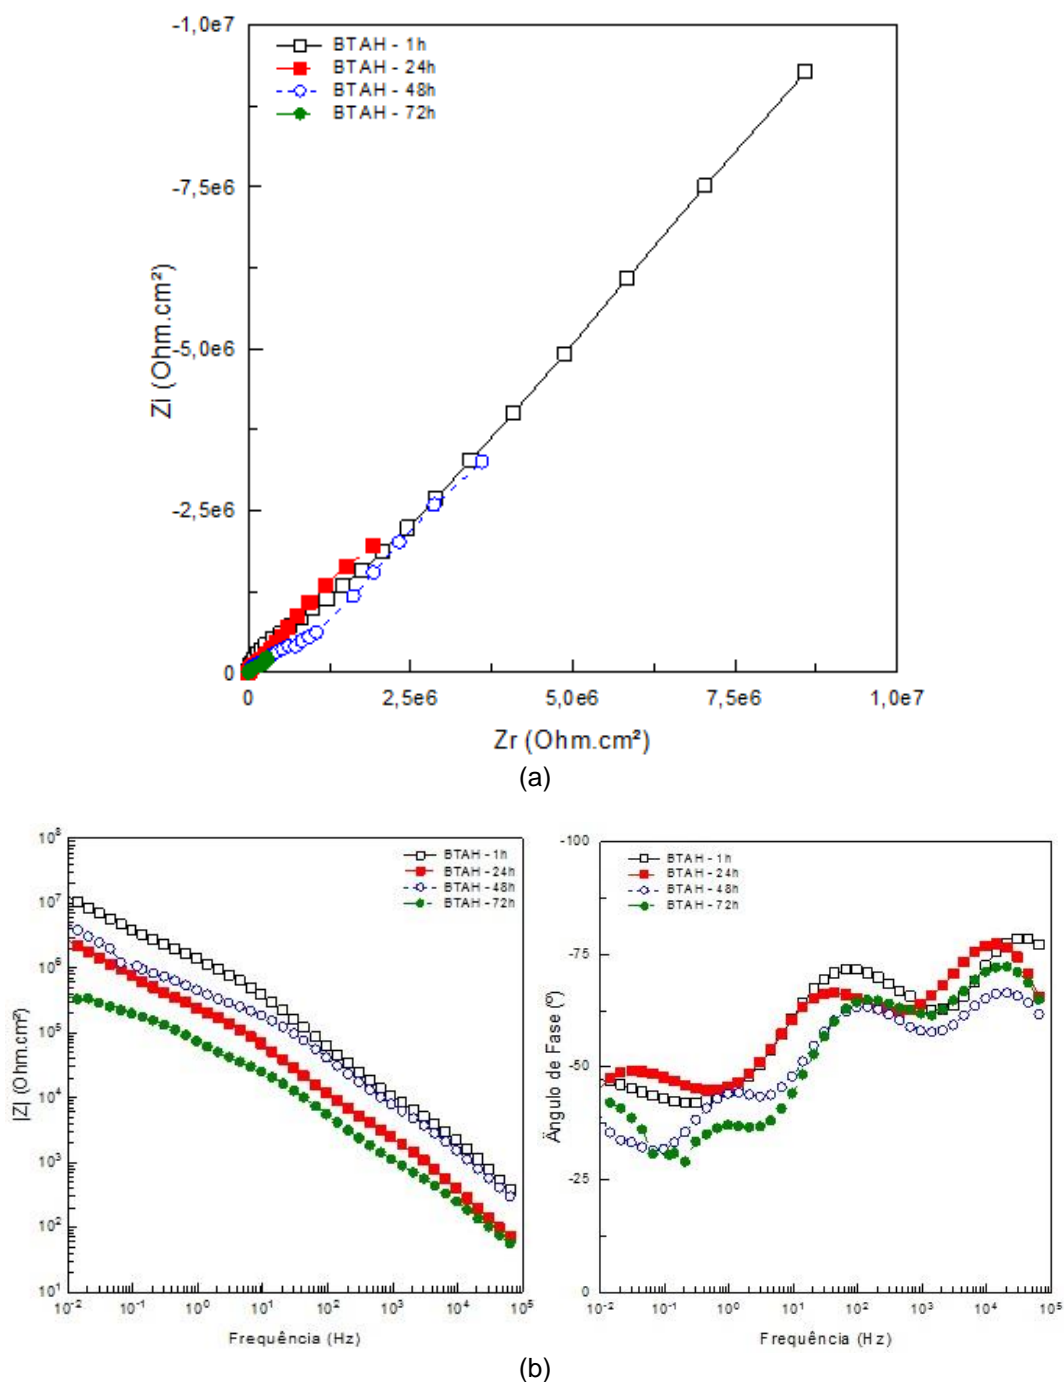 -1,0e7
BTAH - 1h
BTAH - 24h
BTAH - 48h
BTAH - 72h
-7,5e6
Zi (Ohm.cm²)
-5,0e6
-2,5e6
0
0
2,5e6
5,0e6
7,5e6
1,0e7
Zr (Ohm.cm²)
(a)
10⁸
BTAH - 1h
BTAH - 24h
BTAH - 48h
BTAH - 72h
10⁷
10⁶
10⁵
|Z| (Ohm.cm²)
10⁴
10³
10²
10¹
10⁻² 10⁻¹ 10⁰ 10¹ 10² 10³ 10⁴ 10⁵
Frequência (Hz)
-100
BTAH - 1h
BTAH - 24h
BTAH - 48h
BTAH - 72h
-75
-50
Ângulo de Fase (º)
-25
0
10⁻² 10⁻¹ 10⁰ 10¹ 10² 10³ 10⁴ 10⁵
Frequência (Hz)
(b)